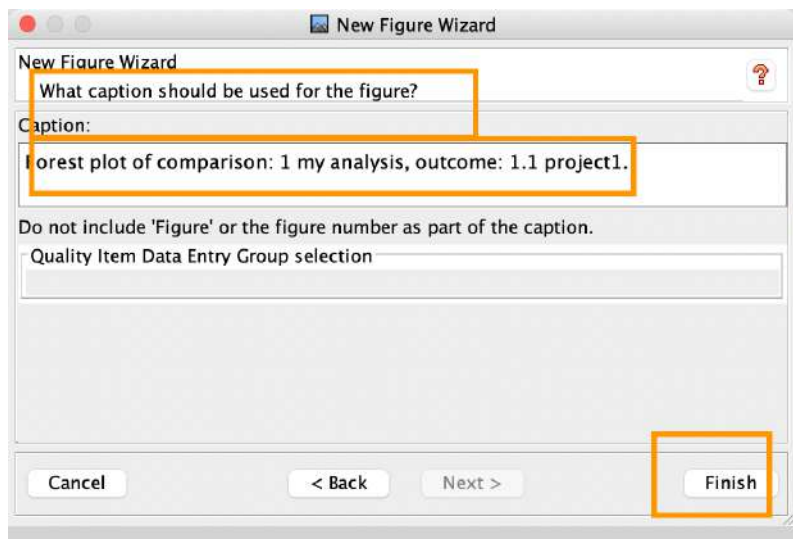 New Figure Wizard
New Figure Wizard
What caption should be used for the figure?
?
Caption:
Forest plot of comparison: 1 my analysis, outcome: 1.1 project1.
Do not include 'Figure' or the figure number as part of the caption.
Quality Item Data Entry Group selection
Cancel < Back Next > Finish